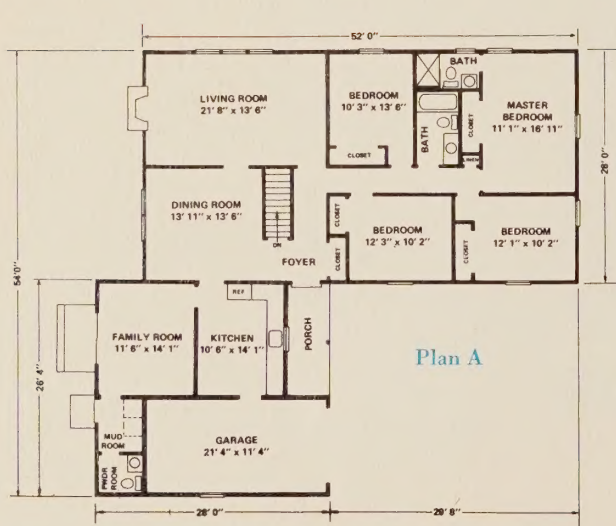 52' 0"
BATH
LIVING ROOM
21' 8" x 13' 6"
BEDROOM
10' 3" x 13' 6"
MASTER
BEDROOM
11' 1" x 16' 11"
CLOSET
BATH
CLOSET
LINEN
28' 0"
DINING ROOM
13' 11" x 13' 6"
DN
FOYER
CLOSET
CLOSET
BEDROOM
12' 3" x 10' 2"
CLOSET
BEDROOM
12' 1" x 10' 2"
54' 0"
26' 4"
REF
FAMILY ROOM
11' 6" x 14' 1"
KITCHEN
10' 6" x 14' 1"
PORCH
Plan A
MUD
ROOM
GARAGE
21' 4" x 11' 4"
PWDR
ROOM
28' 0"
29' 8"